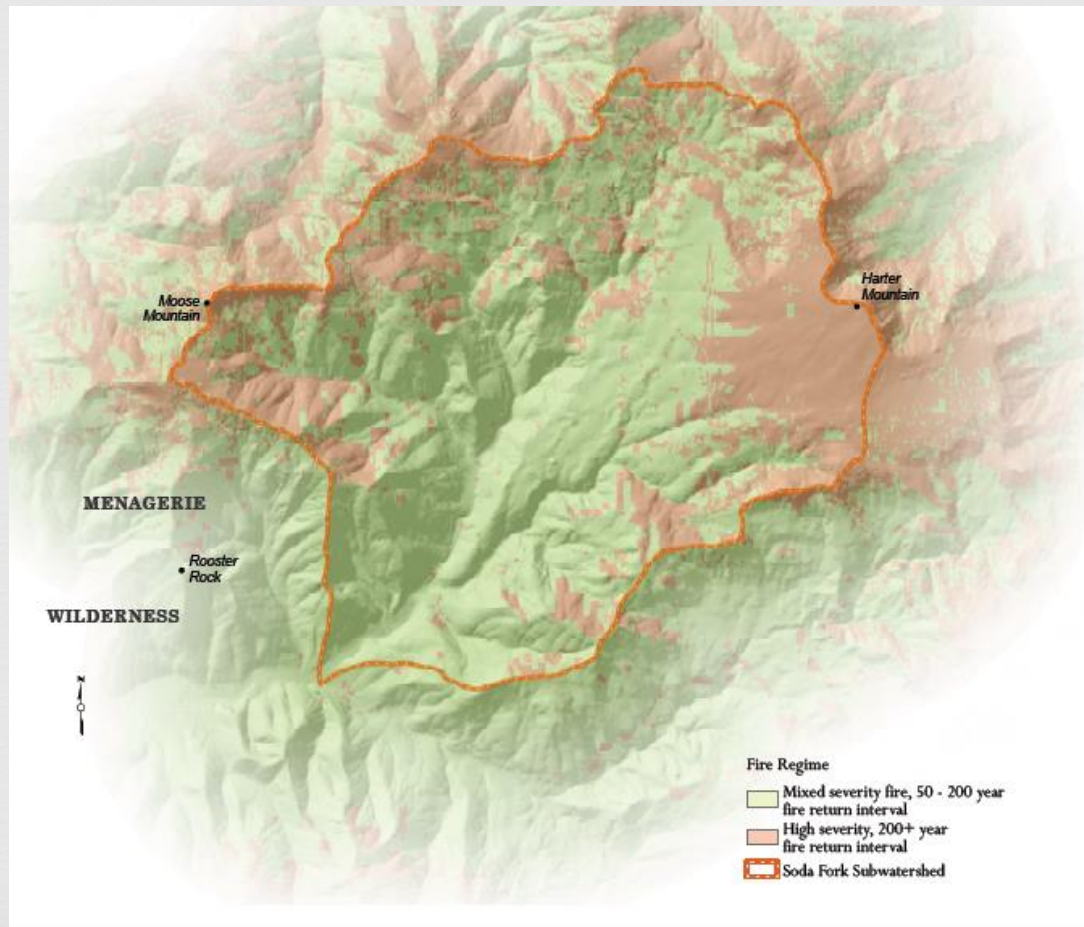 Moose
Mountain
Harter
Mountain
MENAGERIE
Rooster
Rock
WILDERNESS
N
Fire Regime
Mixed severity fire, 50 - 200 year
fire return interval
High severity, 200+ year
fire return interval
Soda Fork Subwatershed